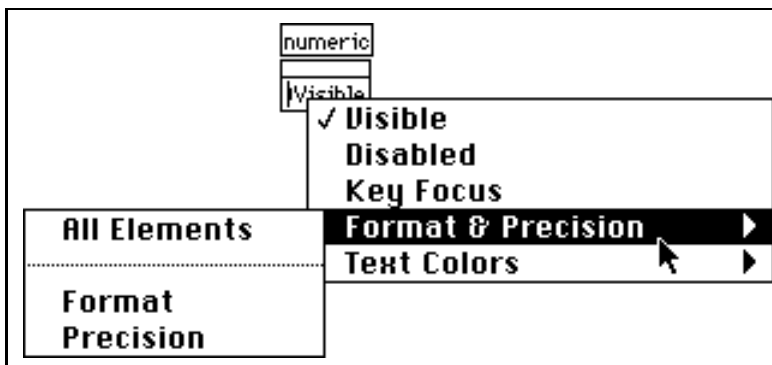 numeric
Visible
✓ Visible
Disabled
Key Focus
Format & Precision
Text Colors
All Elements
Format
Precision